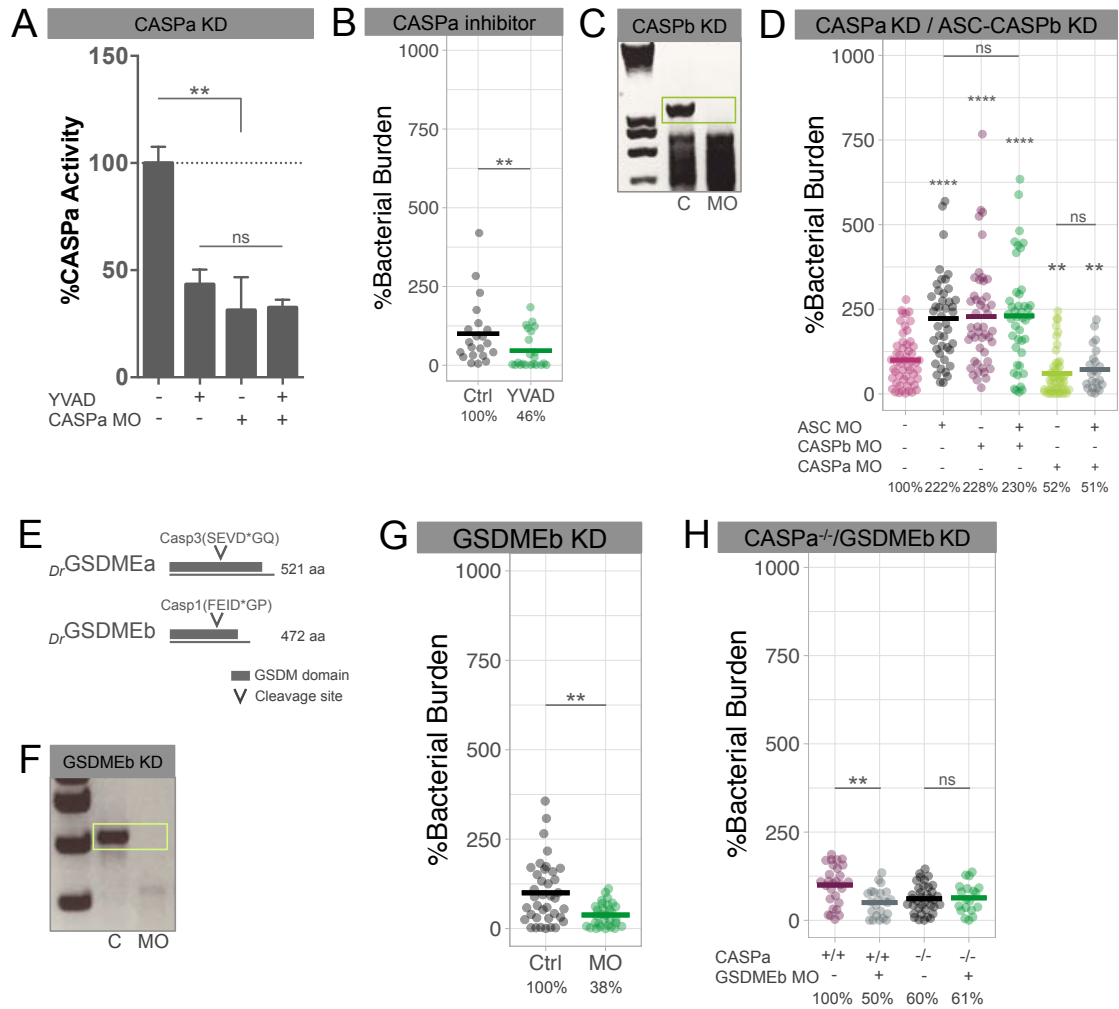 A
CASPa KD
%CASPa Activity
150
100
50
0
**
ns
YVAD - + - +
CASPa MO - - + +
B
CASPa inhibitor
%Bacterial Burden
1000
750
500
250
0
**
Ctrl YVAD
100% 46%
C
CASPb KD
C MO
D
CASPa KD / ASC-CASPb KD
%Bacterial Burden
1000
750
500
250
0
ns
****
****
****
ns
** **
ASC MO - + - + - +
CASPb MO - - + + - -
CASPa MO - - - - + +
100% 222% 228% 230% 52% 51%
E
Casp3(SEVD*GQ)
DrGSDMEa
521 aa
Casp1(FEID*GP)
DrGSDMEb
472 aa
GSDM domain
Cleavage site
F
GSDMEb KD
C MO
G
GSDMEb KD
%Bacterial Burden
1000
750
500
250
0
**
Ctrl MO
100% 38%
H
CASPa-/-/GSDMEb KD
%Bacterial Burden
1000
750
500
250
0
** ns
CASPa +/+ +/+ -/- -/-
GSDMEb MO - + - +
100% 50% 60% 61%